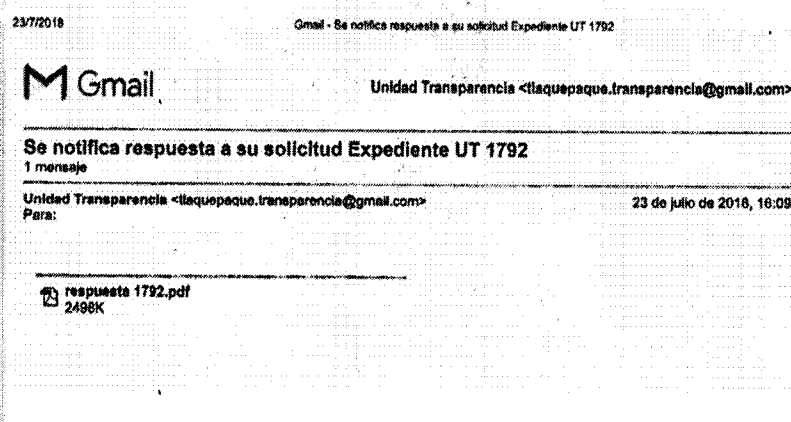 23/7/2018
Gmail - Se notifica respuesta a su solicitud Expediente UT 1792
Gmail
Unidad Transparencia <tlaquepaque.transparencia@gmail.com>
Se notifica respuesta a su solicitud Expediente UT 1792
1 mensaje
Unidad Transparencia <tlaquepaque.transparencia@gmail.com>
23 de julio de 2018, 16:09
Para:
respuesta 1792.pdf
2498K